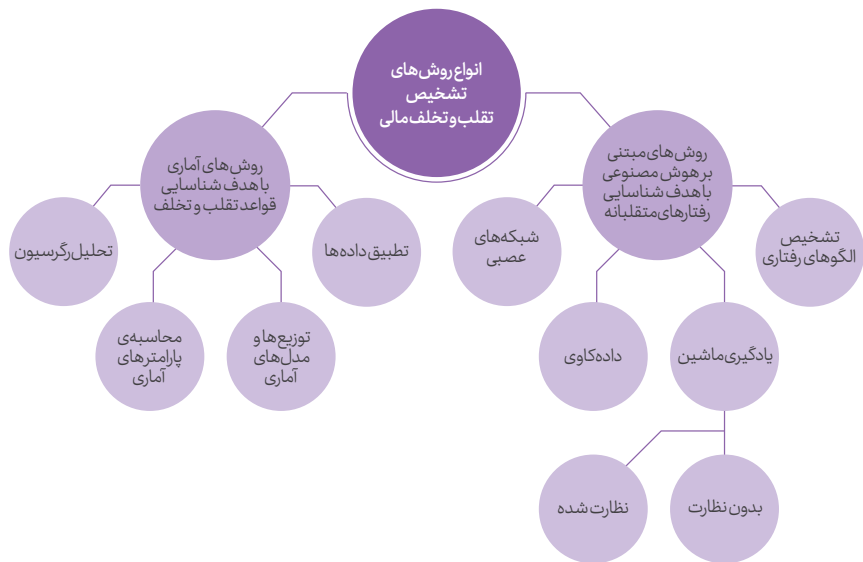 انواع روش‌های
تشخیص
تقلب و تخلف مالی
روش‌های مبتنی
بر هوش مصنوعی
با هدف شناسایی
رفتارهای متقلبانه
تشخیص
الگوهای رفتاری
یادگیری ماشین
بدون نظارت
نظارت شده
داده‌کاوی
شبکه‌های
عصبی
روش‌های آماری
با هدف شناسایی
قواعد تقلب و تخلف
تطبیق داده‌ها
توزیع‌ها و
مدل‌های
آماری
محاسبه‌ی
پارامترهای
آماری
تحلیل رگرسیون